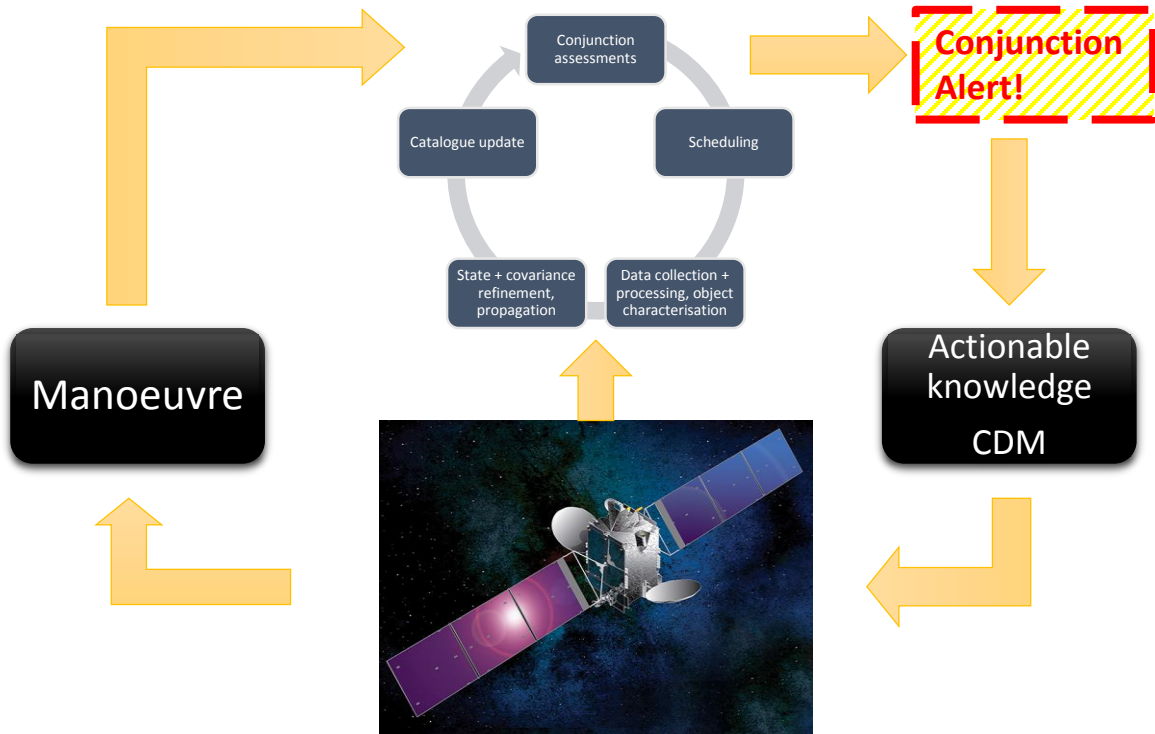 Conjunction
assessments
Conjunction
Alert!
Catalogue update
Scheduling
State + covariance
refinement,
propagation
Data collection +
processing, object
characterisation
Manoeuvre
Actionable
knowledge
CDM